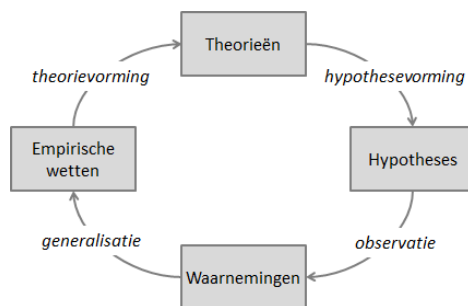 Theorieën
theorievorming
hypothesevorming
Empirische
wetten
Hypotheses
generalisatie
observatie
Waarnemingen